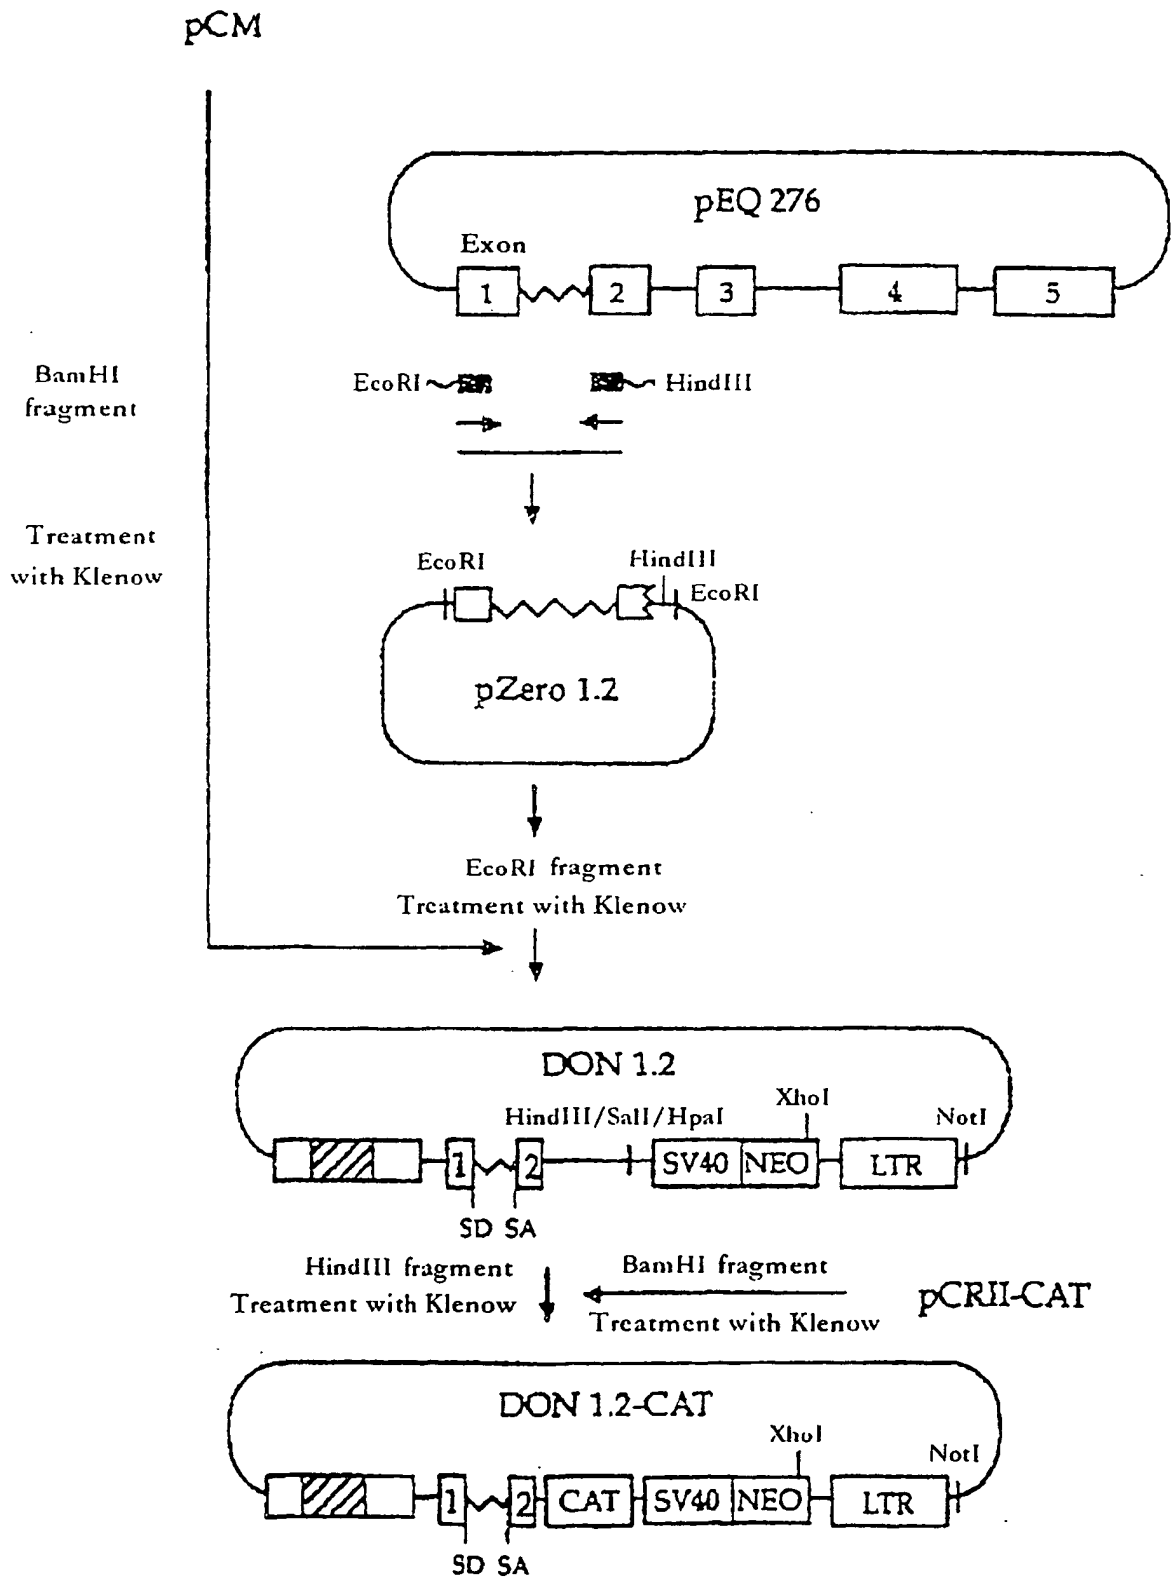 pCM
pEQ 276
Exon
1 2 3 4 5
BamHI
fragment
EcoRI HindIII
Treatment
with Klenow
EcoRI HindIII
EcoRI
pZero 1.2
EcoRI fragment
Treatment with Klenow
DON 1.2
XhoI
HindIII/SalI/HpaI NotI
1 2 SV40 NEO LTR
SD SA
HindIII fragment BamHI fragment
Treatment with Klenow pCRII-CAT
Treatment with Klenow
DON 1.2-CAT
XhoI
NotI
1 2 CAT SV40 NEO LTR
SD SA